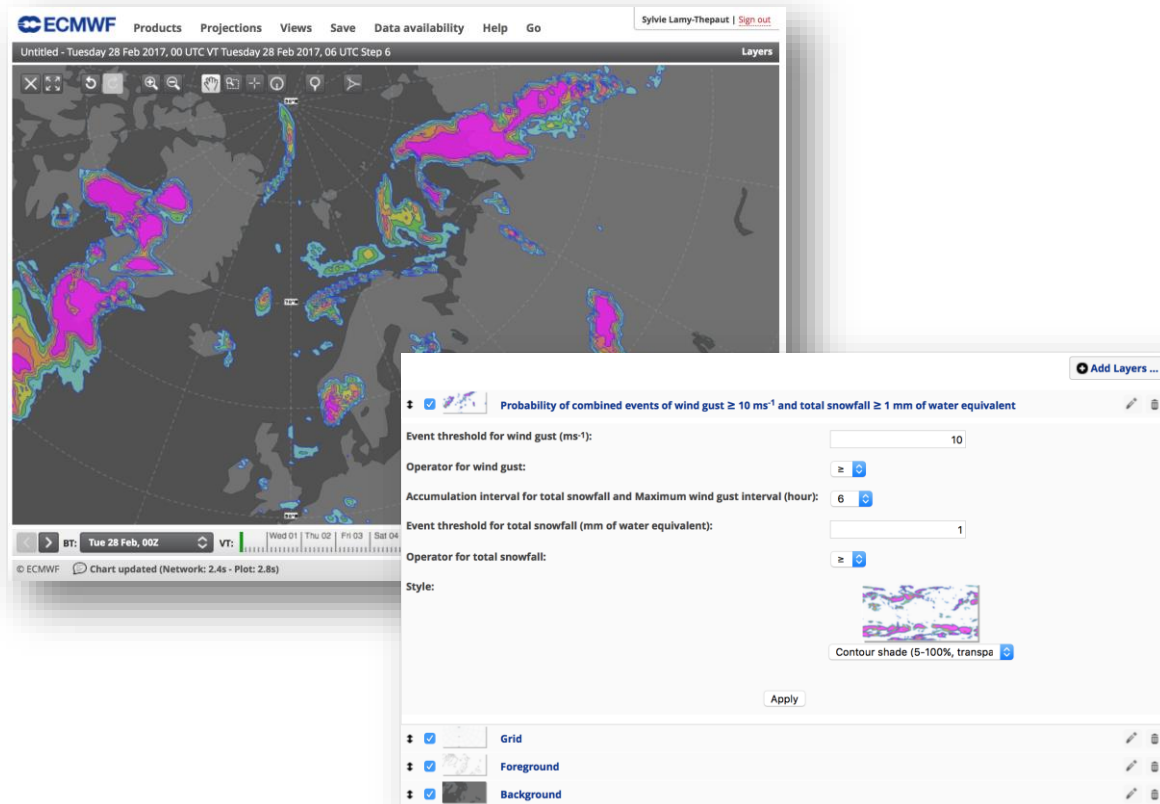 ECMWF Products Projections Views Save Data availability Help Go
Sylvie Lamy-Thepaut | Sign out
Untitled - Tuesday 28 Feb 2017, 00 UTC VT Tuesday 28 Feb 2017, 06 UTC Step 6 Layers
BT: Tue 28 Feb, 00Z VT: Wed 01 Thu 02 Fri 03 Sat 04
© ECMWF Chart updated (Network: 2.4s - Plot: 2.8s)
Add Layers ...
Probability of combined events of wind gust ≥ 10 ms-1 and total snowfall ≥ 1 mm of water equivalent
Event threshold for wind gust (ms-1): 10
Operator for wind gust: ≥
Accumulation interval for total snowfall and Maximum wind gust interval (hour): 6
Event threshold for total snowfall (mm of water equivalent): 1
Operator for total snowfall: ≥
Style:
Contour shade (5-100%, transpa
Apply
Grid
Foreground
Background